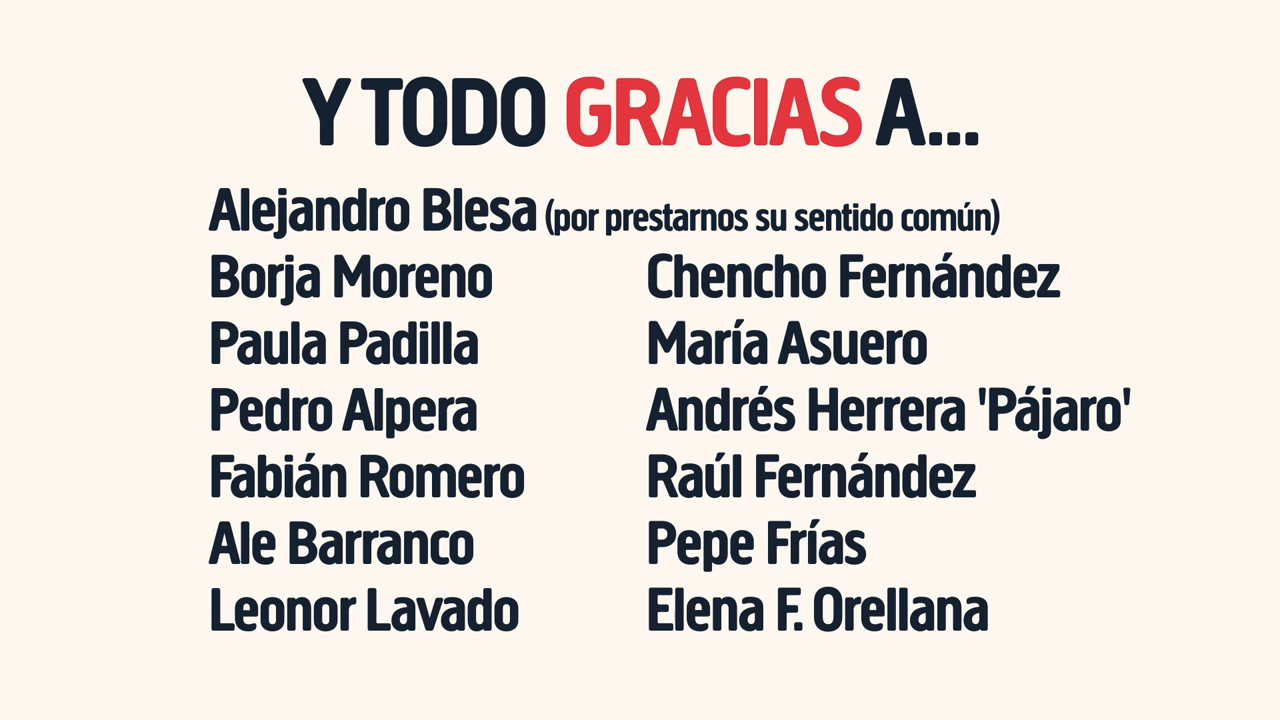 Y TODO GRACIAS A...
Alejandro Blesa (por prestarnos su sentido común)
Borja Moreno
Paula Padilla
Pedro Alpera
Fabián Romero
Ale Barranco
Leonor Lavado
Chencho Fernández
María Asuero
Andrés Herrera 'Pájaro'
Raúl Fernández
Pepe Frías
Elena F. Orellana